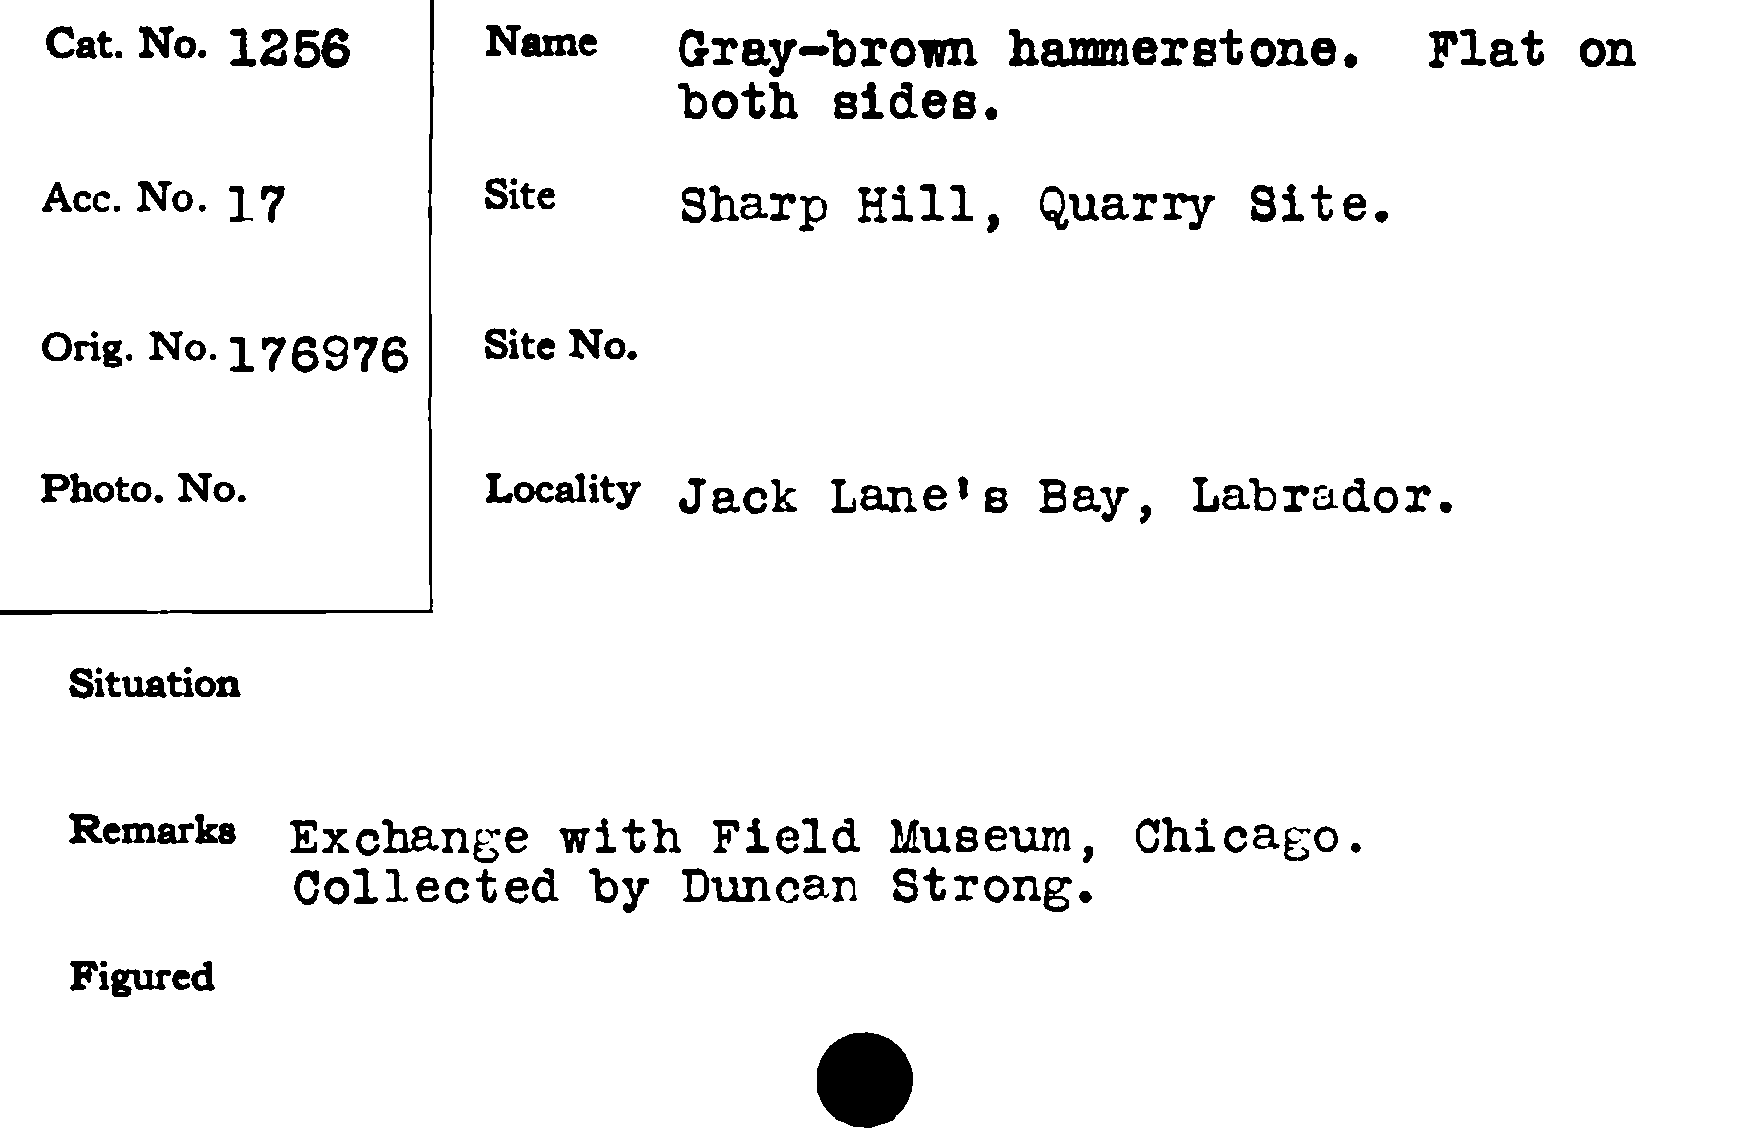 Cat. No. 1256
Name Gray-brown hammerstone. Flat on
both sides.
Acc. No. 17
Site Sharp Hill, Quarry Site.
Orig. No. 176976
Site No.
Photo. No.
Locality Jack Lane's Bay, Labrador.
Situation
Remarks Exchange with Field Museum, Chicago.
Collected by Duncan Strong.
Figured